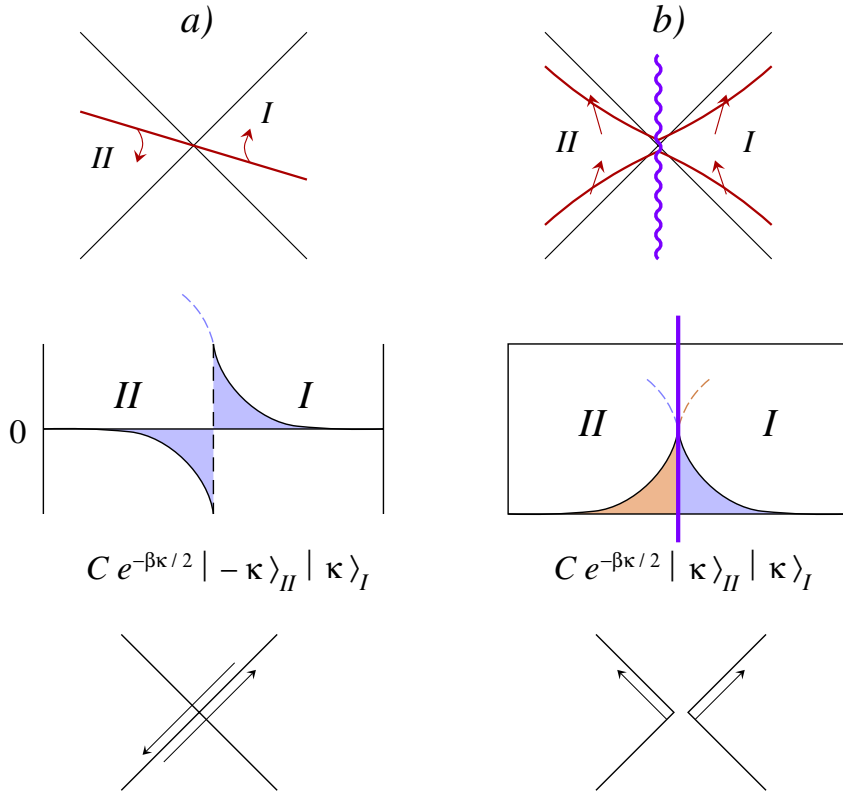 a) b)
I
II
II I
II I
II I
0
C e^{-βκ/2} | − κ⟩_{II} | κ⟩_I
C e^{-βκ/2} | κ⟩_{II} | κ⟩_I